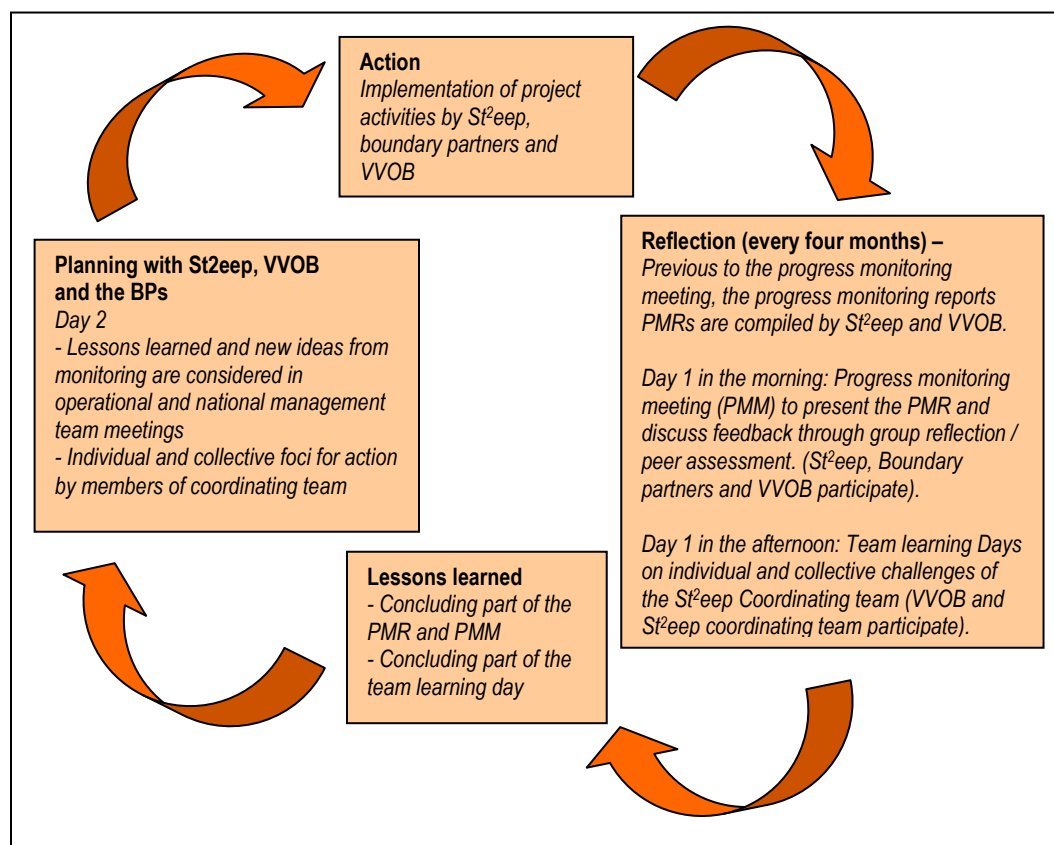 Action
Implementation of project
activities by St²eep,
boundary partners and
VVOB
Reflection (every four months) –
Previous to the progress monitoring
meeting, the progress monitoring reports
PMRs are compiled by St²eep and VVOB.
Day 1 in the morning: Progress monitoring
meeting (PMM) to present the PMR and
discuss feedback through group reflection /
peer assessment. (St²eep, Boundary
partners and VVOB participate).
Day 1 in the afternoon: Team learning Days
on individual and collective challenges of
the St²eep Coordinating team (VVOB and
St²eep coordinating team participate).
Lessons learned
- Concluding part of the
PMR and PMM
- Concluding part of the
team learning day
Planning with St2eep, VVOB
and the BPs
Day 2
- Lessons learned and new ideas from
monitoring are considered in
operational and national management
team meetings
- Individual and collective foci for action
by members of coordinating team